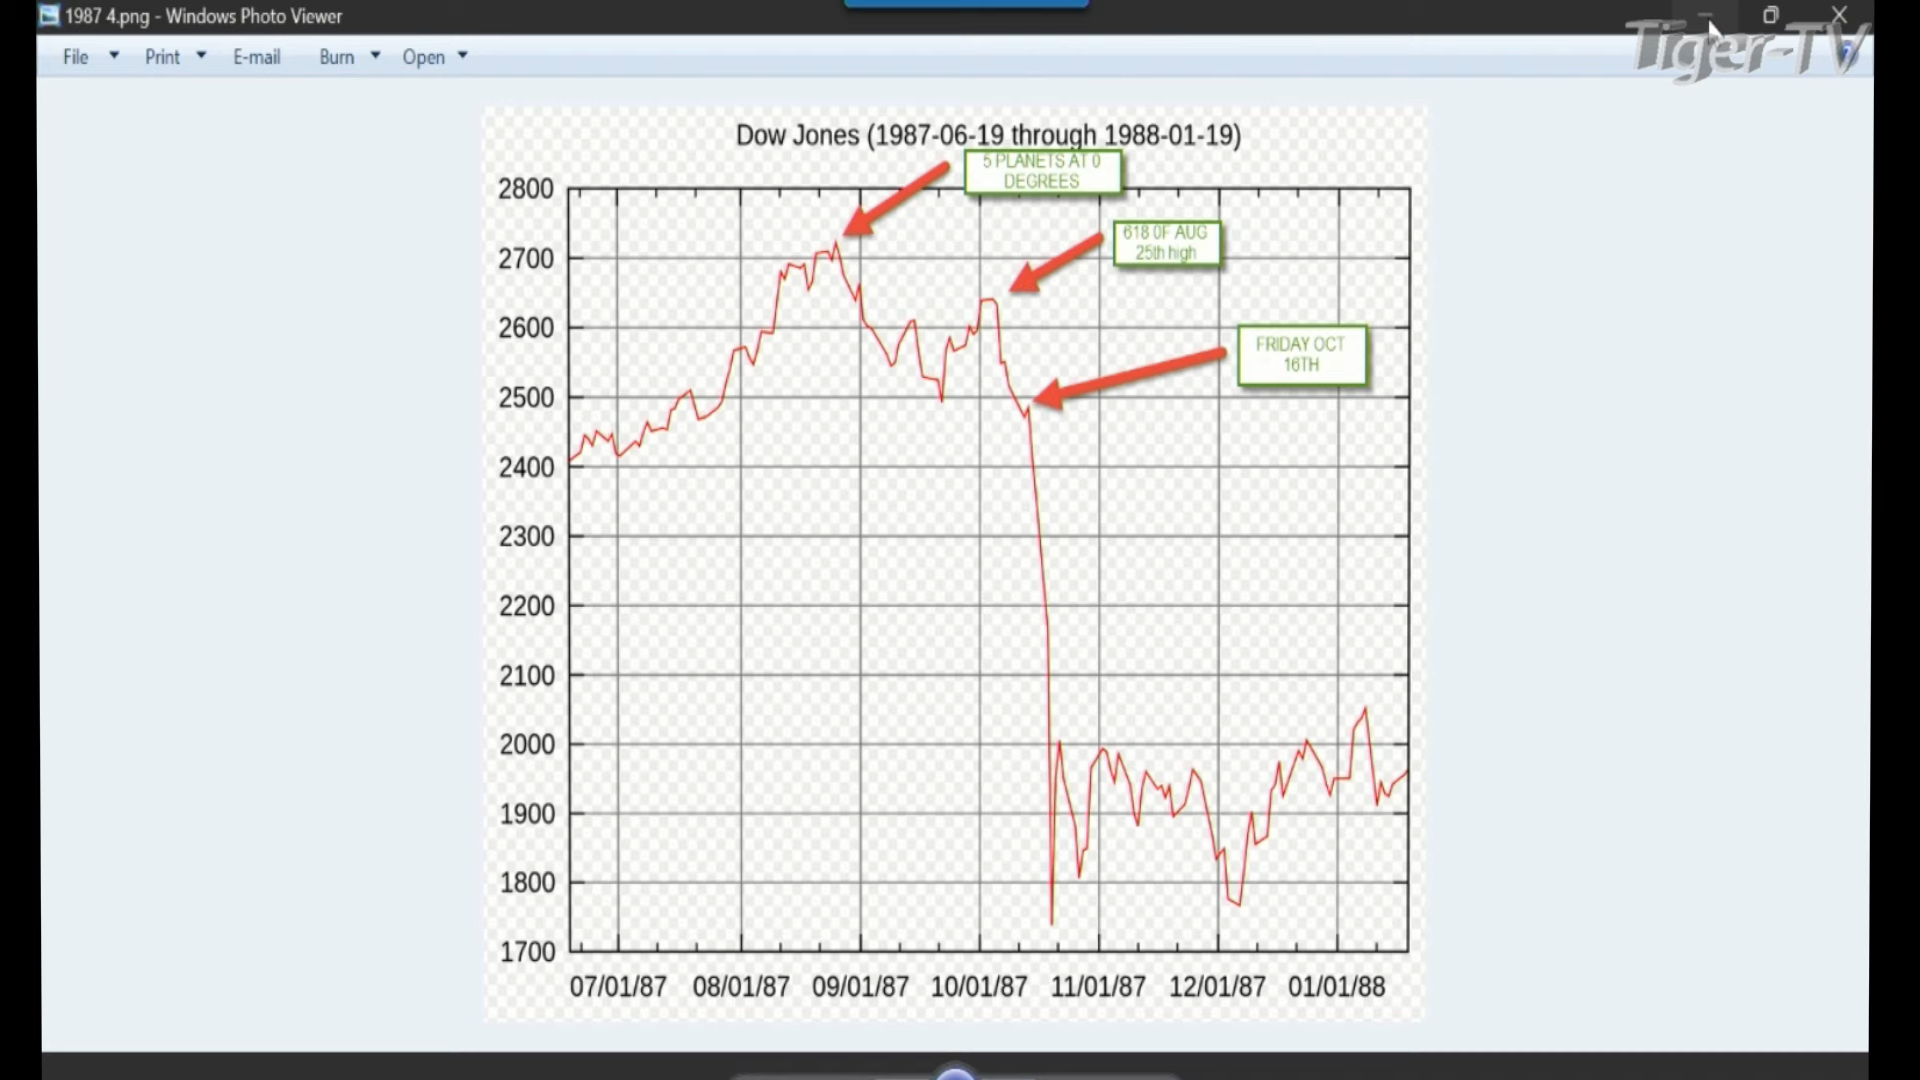 1987 4.png - Windows Photo Viewer
File Print E-mail Burn Open
Tiger-TV
Dow Jones (1987-06-19 through 1988-01-19)
5 PLANETS AT 0
DEGREES
618 0F AUG
25th high
FRIDAY OCT
16TH
2800
2700
2600
2500
2400
2300
2200
2100
2000
1900
1800
1700
07/01/87 08/01/87 09/01/87 10/01/87 11/01/87 12/01/87 01/01/88